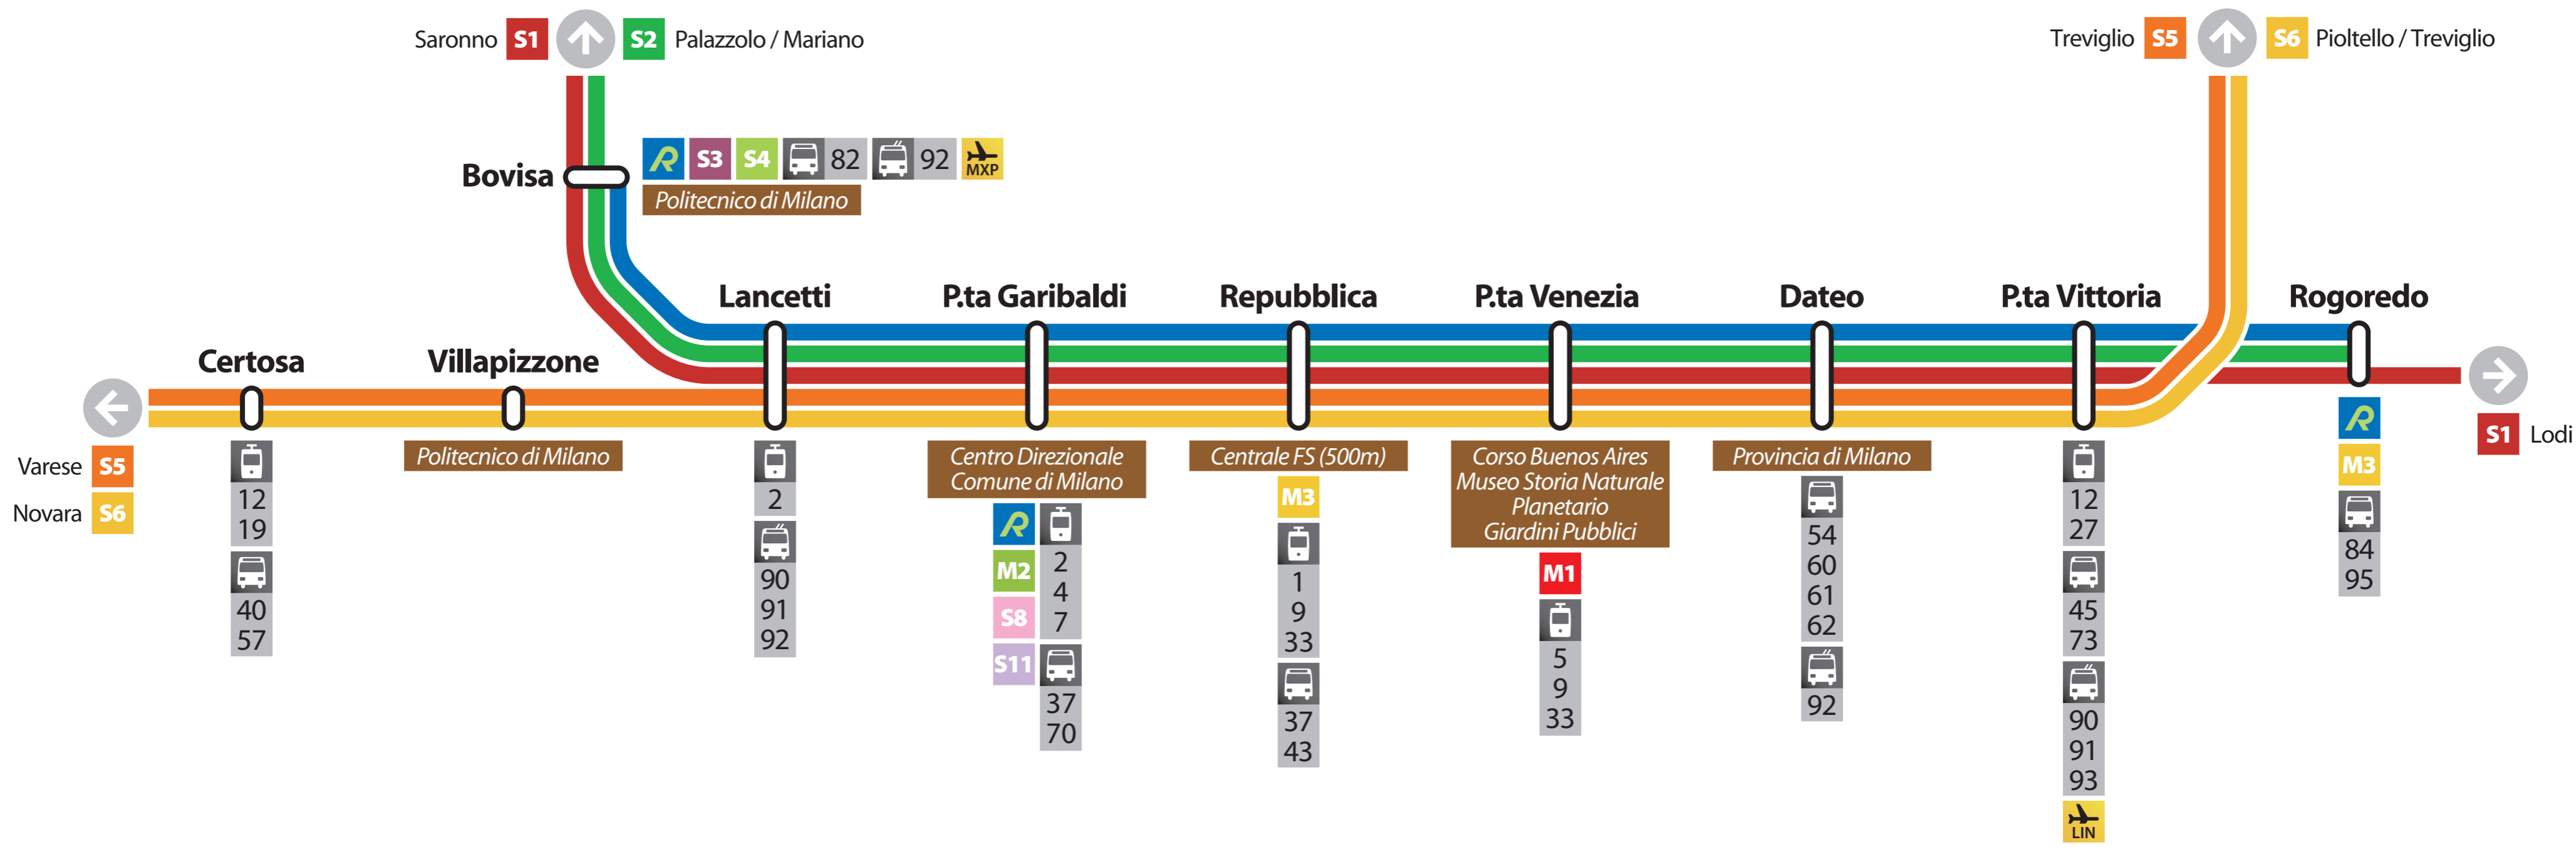 Saronno S1 S2 Palazzolo / Mariano
Treviglio S5 S6 Pioltello / Treviglio
Bovisa
R S3 S4 82 92 MXP
Politecnico di Milano
Lancetti
P.ta Garibaldi
Repubblica
P.ta Venezia
Dateo
P.ta Vittoria
Rogoredo
Certosa
Villapizzone
Varese S5
Novara S6
12
19
40
57
Politecnico di Milano
2
90
91
92
Centro Direzionale
Comune di Milano
R
M2
S8
S11
2
4
7
37
70
Centrale FS (500m)
M3
1
9
33
37
43
Corso Buenos Aires
Museo Storia Naturale
Planetario
Giardini Pubblici
M1
5
9
33
Provincia di Milano
54
60
61
62
92
12
27
45
73
90
91
93
LIN
R
M3
84
95
S1 Lodi